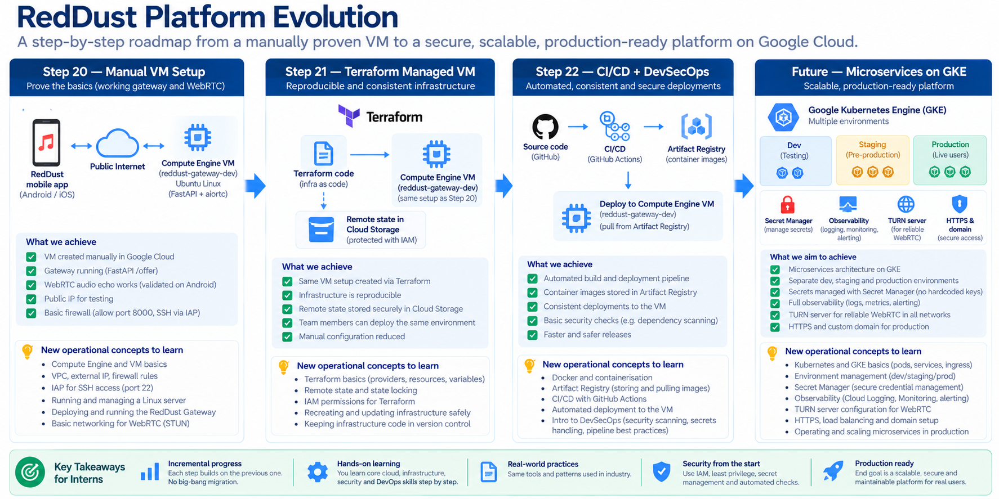 RedDust Platform Evolution
A step-by-step roadmap from a manually proven VM to a secure, scalable, production-ready platform on Google Cloud.
Step 20 — Manual VM Setup
Prove the basics (working gateway and WebRTC)
RedDust
mobile app
(Android / iOS)
Public Internet
Compute Engine VM
(reddust-gateway-dev)
Ubuntu Linux
(FastAPI + aiortc)
What we achieve
VM created manually in Google Cloud
Gateway running (FastAPI /offer)
WebRTC audio echo works (validated on Android)
Public IP for testing
Basic firewall (allow port 8000, SSH via IAP)
New operational concepts to learn
• Compute Engine and VM basics
• VPC, external IP, firewall rules
• IAP for SSH access (port 22)
• Running and managing a Linux server
• Deploying and running the RedDust Gateway
• Basic networking for WebRTC (STUN)
Step 21 — Terraform Managed VM
Reproducible and consistent infrastructure
Terraform
Terraform code
(infra as code)
Compute Engine VM
(reddust-gateway-dev)
(same setup as Step 20)
Remote state in
Cloud Storage
(protected with IAM)
What we achieve
Same VM setup created via Terraform
Infrastructure is reproducible
Remote state stored securely in Cloud Storage
Team members can deploy the same environment
Manual configuration reduced
New operational concepts to learn
• Terraform basics (providers, resources, variables)
• Remote state and state locking
• IAM permissions for Terraform
• Recreating and updating infrastructure safely
• Keeping infrastructure code in version control
Step 22 — CI/CD + DevSecOps
Automated, consistent and secure deployments
Source code
(GitHub)
CI/CD
(GitHub Actions)
Artifact Registry
(container images)
Deploy to Compute Engine VM
(reddust-gateway-dev)
(pull from Artifact Registry)
What we achieve
Automated build and deployment pipeline
Container images stored in Artifact Registry
Consistent deployments to the VM
Basic security checks (e.g. dependency scanning)
Faster and safer releases
New operational concepts to learn
• Docker and containerisation
• Artifact Registry (storing and pulling images)
• CI/CD with GitHub Actions
• Automated deployment to the VM
• Intro to DevSecOps (security scanning, secrets
handling, pipeline best practices)
Future — Microservices on GKE
Scalable, production-ready platform
Google Kubernetes Engine (GKE)
Multiple environments
Dev
(Testing)
Staging
(Pre-production)
Production
(Live users)
Secret Manager
(manage secrets)
Observability
(logging, monitoring,
alerting)
TURN server
(for reliable
WebRTC)
HTTPS &
domain
(secure access)
What we aim to achieve
Microservices architecture on GKE
Separate dev, staging and production environments
Secrets managed with Secret Manager (no hardcoded keys)
Full observability (logs, metrics, alerting)
TURN server for reliable WebRTC in all networks
HTTPS and custom domain for production
New operational concepts to learn
• Kubernetes and GKE basics (pods, services, ingress)
• Environment management (dev/staging/prod)
• Secret Manager (secure credential management)
• Observability (Cloud Logging, Monitoring, alerting)
• TURN server configuration for WebRTC
• HTTPS, load balancing and domain setup
• Operating and scaling microservices in production
Key Takeaways
for Interns
Incremental progress
Each step builds on the previous one.
No big-bang migration.
Hands-on learning
You learn core cloud, infrastructure,
security and DevOps skills step by step.
Real-world practices
Same tools and patterns used in industry.
Security from the start
Use IAM, least privilege, secret
management and automated checks.
Production ready
End goal is a scalable, secure and
maintainable platform for real users.